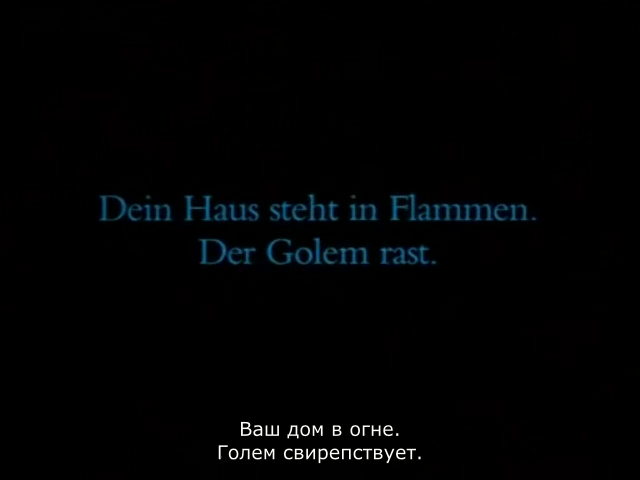 Dein Haus steht in Flammen.
Der Golem rast.
Ваш дом в огне.
Голем свирепствует.